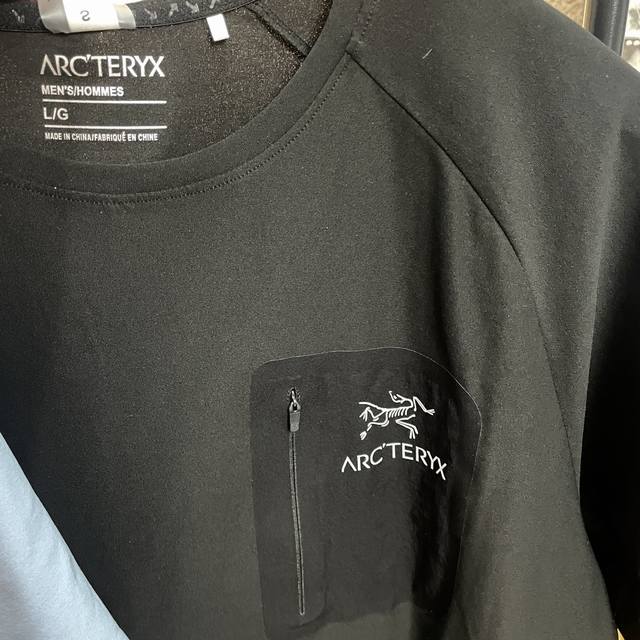 S
ARC'TERYX
MEN'S/HOMMES
L/G
MADE IN CHINA/FABRIQUÉ EN CHINE
ARC'TERYX